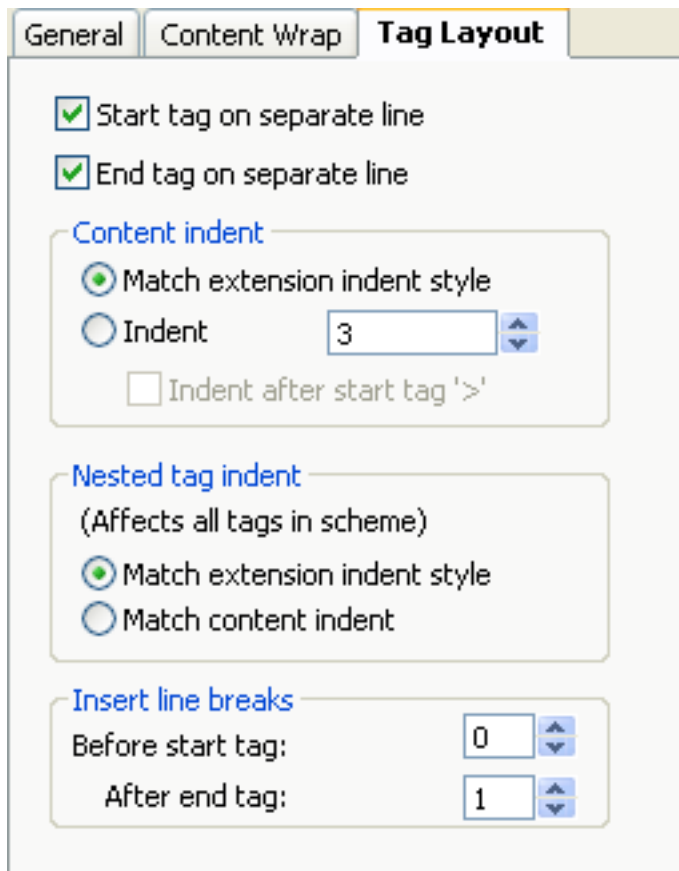 General Content Wrap Tag Layout
Start tag on separate line
End tag on separate line
Content indent
Match extension indent style
Indent 3
Indent after start tag '>'
Nested tag indent
(Affects all tags in scheme)
Match extension indent style
Match content indent
Insert line breaks
Before start tag: 0
After end tag: 1